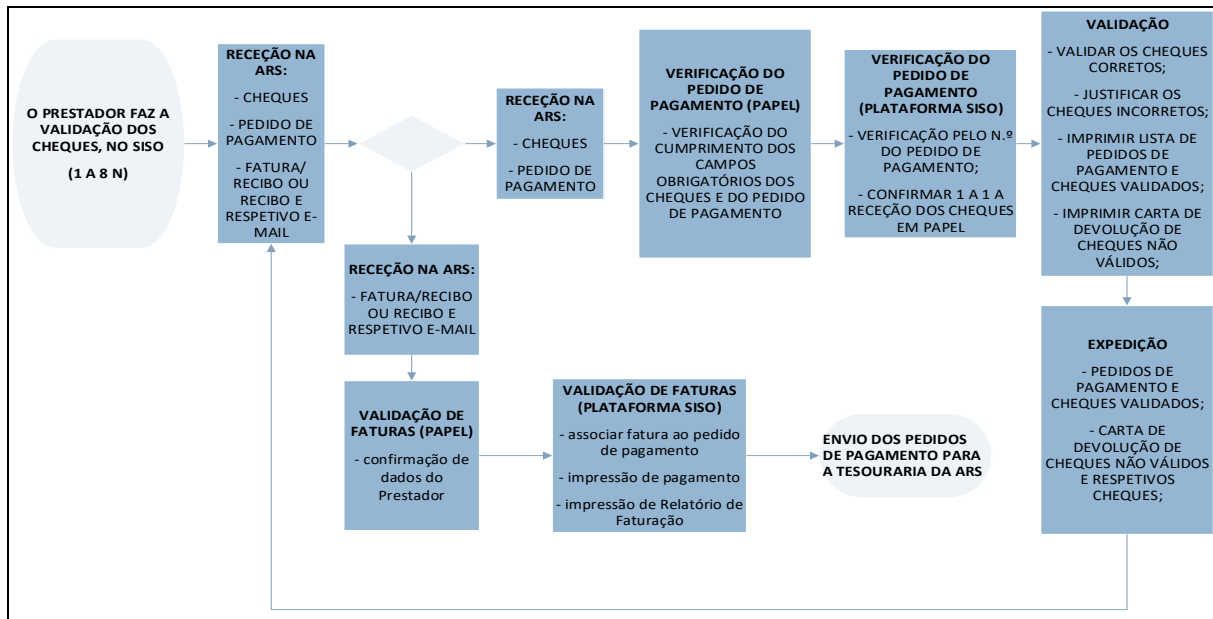 O PRESTADOR FAZ A
VALIDAÇÃO DOS
CHEQUES, NO SISO
(1 A 8 N)
RECEÇÃO NA
ARS:
- CHEQUES
- PEDIDO DE
PAGAMENTO
- FATURA/
RECIBO OU
RECIBO E
RESPETIVO E-
MAIL
RECEÇÃO NA
ARS:
- CHEQUES
- PEDIDO DE
PAGAMENTO
VERIFICAÇÃO DO
PEDIDO DE
PAGAMENTO (PAPEL)
- VERIFICAÇÃO DO
CUMPRIMENTO DOS
CAMPOS
OBRIGATÓRIOS DOS
CHEQUES E DO PEDIDO
DE PAGAMENTO
VERIFICAÇÃO DO
PEDIDO DE
PAGAMENTO
(PLATAFORMA SISO)
- VERIFICAÇÃO PELO N.º
DO PEDIDO DE
PAGAMENTO;
- CONFIRMAR 1 A 1 A
RECEÇÃO DOS CHEQUES
EM PAPEL
VALIDAÇÃO
- VALIDAR OS CHEQUES
CORRETOS;
- JUSTIFICAR OS
CHEQUES INCORRETOS;
- IMPRIMIR LISTA DE
PEDIDOS DE
PAGAMENTO E
CHEQUES VALIDADOS;
- IMPRIMIR CARTA DE
DEVOLUÇÃO DE
CHEQUES NÃO
VÁLIDOS;
EXPEDIÇÃO
- PEDIDOS DE
PAGAMENTO E
CHEQUES VALIDADOS;
- CARTA DE
DEVOLUÇÃO DE
CHEQUES NÃO VÁLIDOS
E RESPETIVOS
CHEQUES;
RECEÇÃO NA ARS:
- FATURA/RECIBO
OU RECIBO E
RESPETIVO E-MAIL
VALIDAÇÃO DE
FATURAS (PAPEL)
- confirmação de
dados do
Prestador
VALIDAÇÃO DE FATURAS
(PLATAFORMA SISO)
- associar fatura ao pedido
de pagamento
- impressão de pagamento
- impressão de Relatório de
Faturação
ENVIO DOS PEDIDOS
DE PAGAMENTO PARA
A TESOURARIA DA ARS